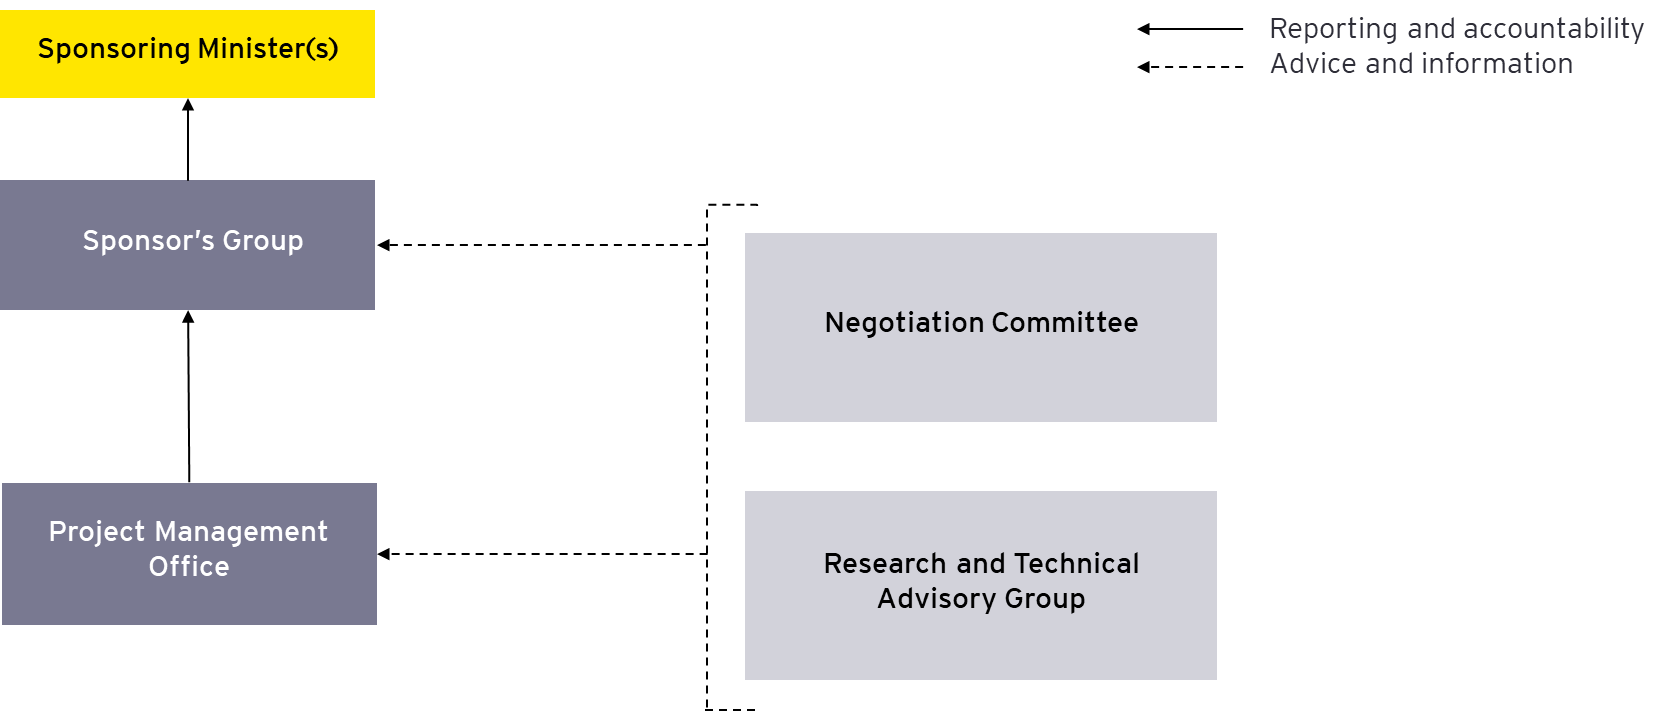 Sponsoring Minister(s)
Reporting and accountability
Advice and information
Sponsor’s Group
Negotiation Committee
Project Management
Office
Research and Technical
Advisory Group